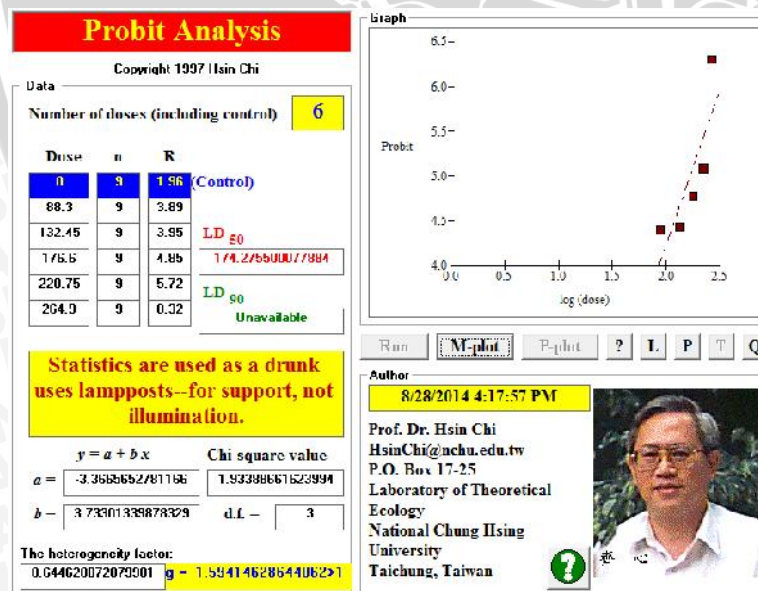 Probit Analysis
Copyright 1997 Hsin Chi
Data
Number of doses (including control) 6
Dose n R
0 9 1.96 (Control)
88.3 9 3.89
132.45 9 3.95
176.6 9 4.85
220.75 9 5.72
264.9 9
LD 50
174.275500077884
LD 90
Unavailable
Statistics are used as a drunk
uses lampposts--for support, not
illumination.
y = a + b x Chi square value
a = -3.3665652781166 1.93388661623994
b = 3.73301339878329 d.f. = 3
The heterogeneity factor:
0.644620072079901 g = 1.59414628644062>1
Graph
6.5
6.0
5.5
Probit
5.0
4.5
4.0
0.0 0.5 1.0 1.5 2.0 2.5
log (dose)
Run M-plot P-plot ? L P T Q
Author
8/28/2014 4:17:57 PM
Prof. Dr. Hsin Chi
HsinChi@nchu.edu.tw
P.O. Box 17-25
Laboratory of Theoretical
Ecology
National Chung Hsing
University
Taichung, Taiwan
?